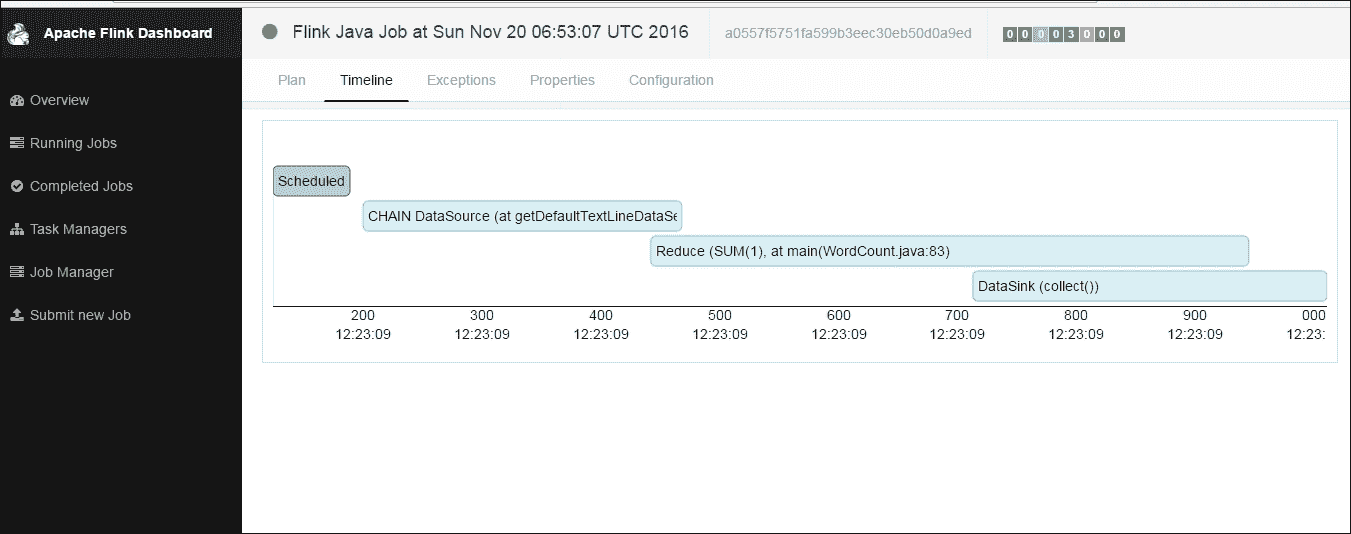 Apache Flink Dashboard
Flink Java Job at Sun Nov 20 06:53:07 UTC 2016
a0557f5751fa599b3eec30eb50d0a9ed
0 0 0 0 3 0 0 0
Overview
Running Jobs
Completed Jobs
Task Managers
Job Manager
Submit new Job
Plan
Timeline
Exceptions
Properties
Configuration
Scheduled
CHAIN DataSource (at getDefaultTextLineDataSe
Reduce (SUM(1), at main(WordCount.java:83)
DataSink (collect())
200 300 400 500 600 700 800 900 000
12:23:09 12:23:09 12:23:09 12:23:09 12:23:09 12:23:09 12:23:09 12:23:09 12:23: